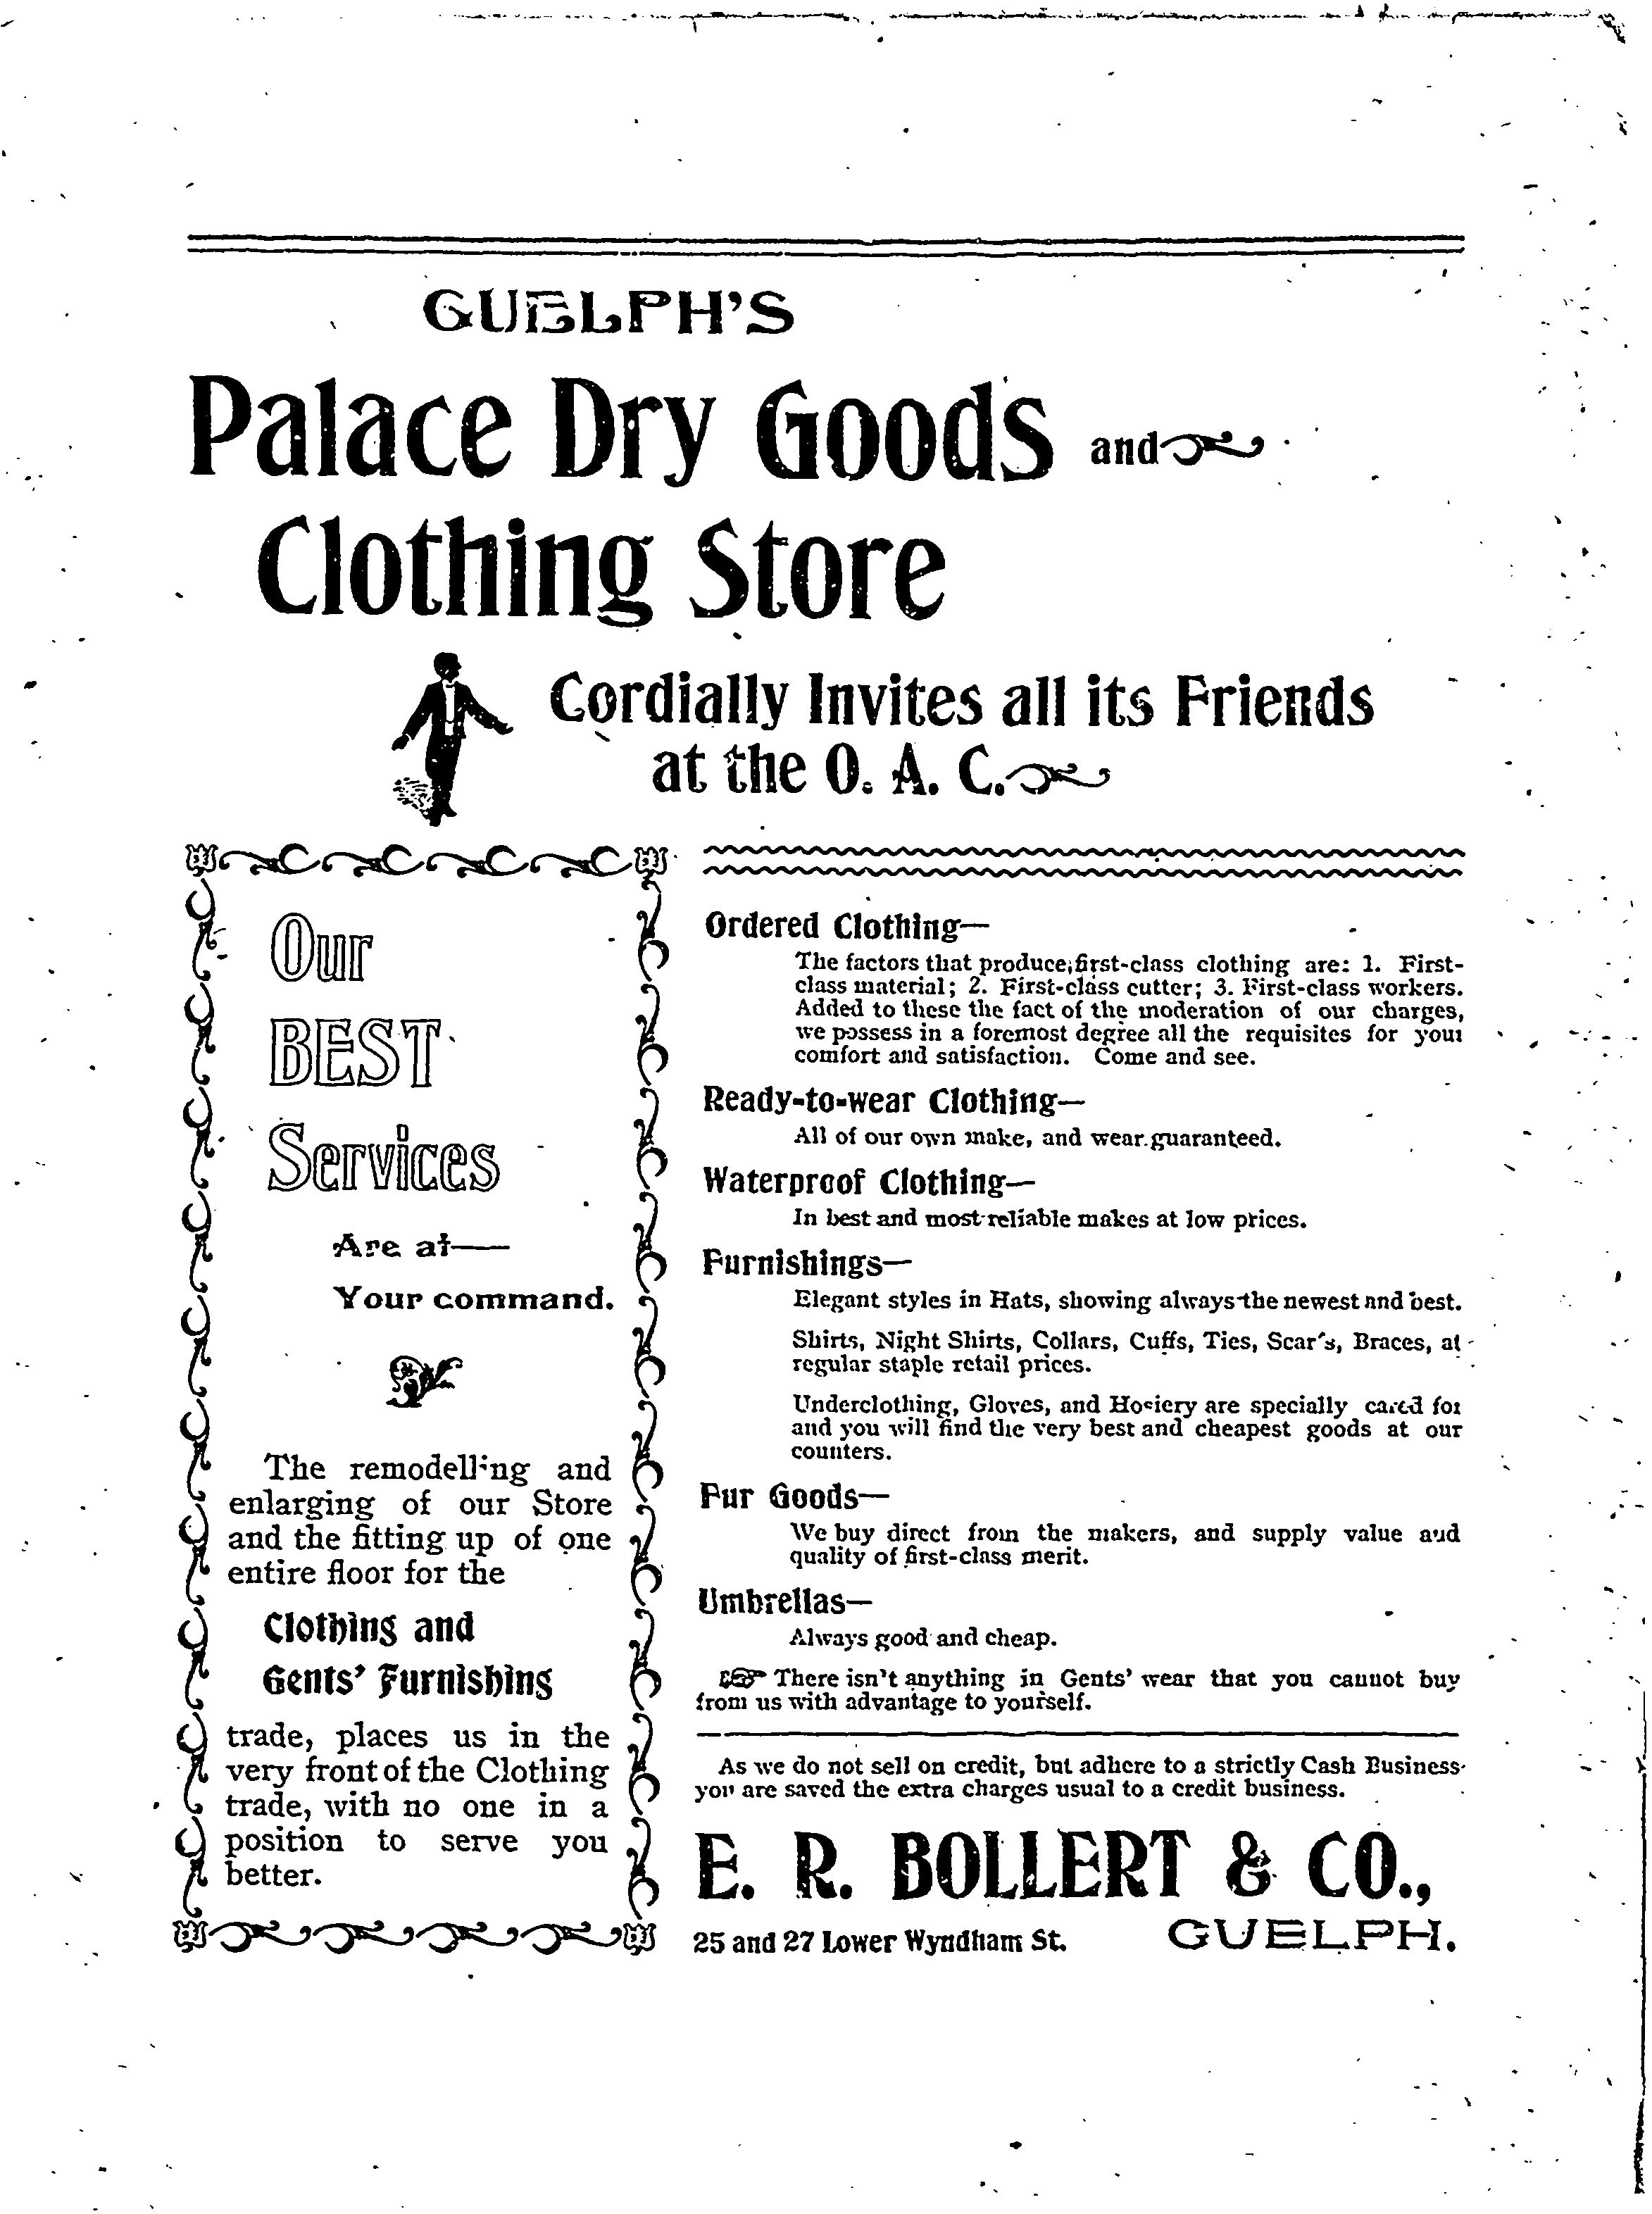 GUELPH'S
Palace Dry Goods and
Clothing Store
Cordially Invites all its Friends
at the O. A. C.
Our
BEST
Services
Are at—
Your command.
The remodelling and
enlarging of our Store
and the fitting up of one
entire floor for the
Clothing and
Gents' Furnishing
trade, places us in the
very front of the Clothing
trade, with no one in a
position to serve you
better.
Ordered Clothing—
The factors that produce first-class clothing are: 1. First-
class material; 2. First-class cutter; 3. First-class workers.
Added to these the fact of the moderation of our charges,
we possess in a foremost degree all the requisites for your
comfort and satisfaction. Come and see.
Ready-to-wear Clothing—
All of our own make, and wear guaranteed.
Waterproof Clothing—
In best and most reliable makes at low prices.
Furnishings—
Elegant styles in Hats, showing always the newest and best.
Shirts, Night Shirts, Collars, Cuffs, Ties, Scarfs, Braces, at
regular staple retail prices.
Underclothing, Gloves, and Hosiery are specially cared for
and you will find the very best and cheapest goods at our
counters.
Fur Goods—
We buy direct from the makers, and supply value and
quality of first-class merit.
Umbrellas—
Always good and cheap.
☞ There isn't anything in Gents' wear that you cannot buy
from us with advantage to yourself.
As we do not sell on credit, but adhere to a strictly Cash Business
you are saved the extra charges usual to a credit business.
E. R. BOLLERT & CO.,
25 and 27 Lower Wyndham St. GUELPH.